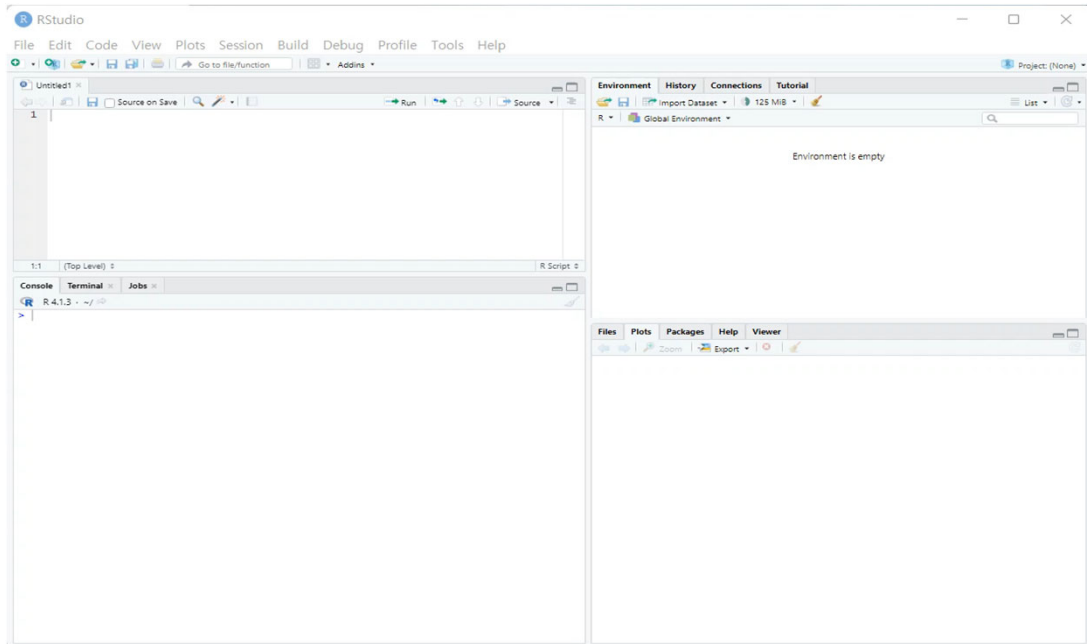 RStudio
File Edit Code View Plots Session Build Debug Profile Tools Help
Go to file/function Addins Project: (None)
Untitled1
Source on Save Run Source
1
1:1 (Top Level) R Script
Console Terminal Jobs
R 4.1.3 · ~/
>
Environment History Connections Tutorial
Import Dataset 125 MiB List
R Global Environment
Environment is empty
Files Plots Packages Help Viewer
Zoom Export